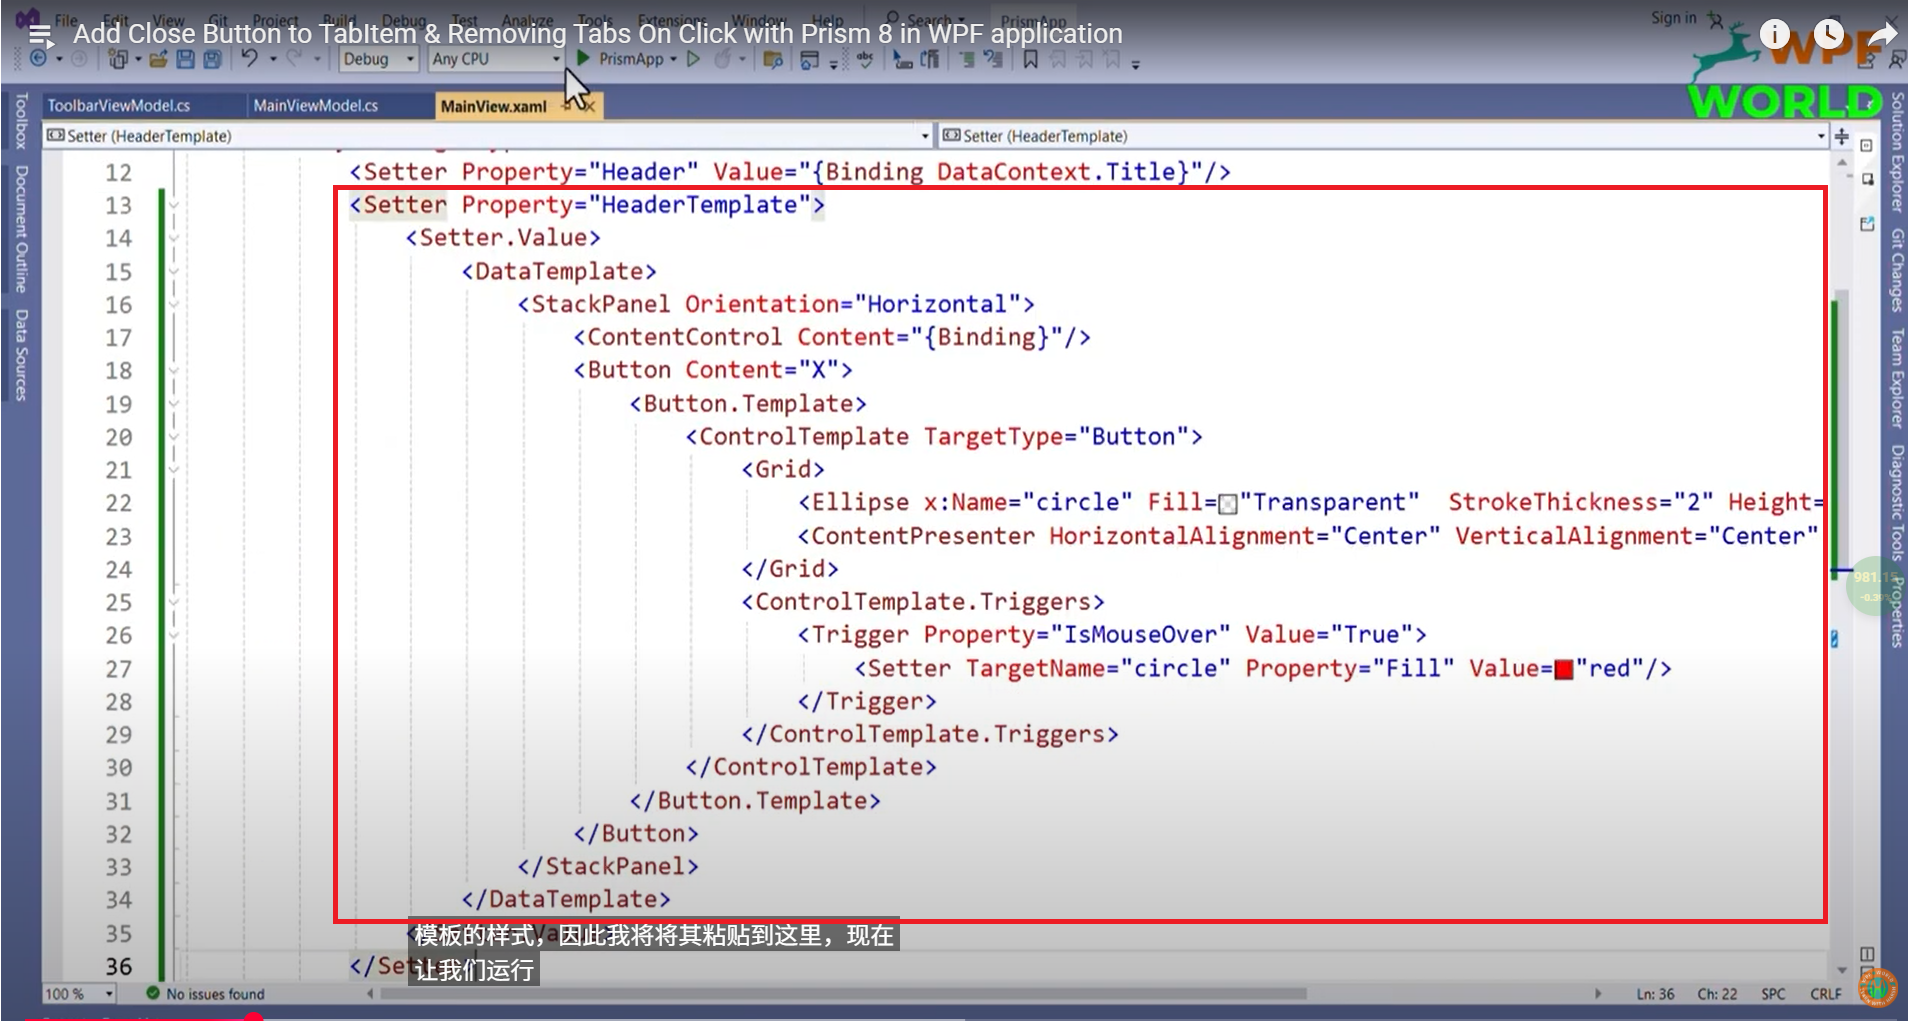 File Edit View Git Project Build Debug Test Analyze Tools Extensions Window Help Search PrismApp Sign in
Add Close Button to TabItem & Removing Tabs On Click with Prism 8 in WPF application
WPF
WORLD
Debug Any CPU PrismApp
ToolbarViewModel.cs MainViewModel.cs MainView.xaml
Setter (HeaderTemplate) Setter (HeaderTemplate)
Toolbox
Document Outline
Data Sources
12 <Setter Property="Header" Value="{Binding DataContext.Title}"/>
13 <Setter Property="HeaderTemplate">
14 <Setter.Value>
15 <DataTemplate>
16 <StackPanel Orientation="Horizontal">
17 <ContentControl Content="{Binding}"/>
18 <Button Content="X">
19 <Button.Template>
20 <ControlTemplate TargetType="Button">
21 <Grid>
22 <Ellipse x:Name="circle" Fill="Transparent" StrokeThickness="2" Height=
23 <ContentPresenter HorizontalAlignment="Center" VerticalAlignment="Center"
24 </Grid>
25 <ControlTemplate.Triggers>
26 <Trigger Property="IsMouseOver" Value="True">
27 <Setter TargetName="circle" Property="Fill" Value="red"/>
28 </Trigger>
29 </ControlTemplate.Triggers>
30 </ControlTemplate>
31 </Button.Template>
32 </Button>
33 </StackPanel>
34 </DataTemplate>
35
36 </Set
模板的样式，因此我将将其粘贴到这里，现在
让我们运行
Solution Explorer
Git Changes
Team Explorer
Diagnostic Tools
Properties
100 % No issues found Ln: 36 Ch: 22 SPC CRLF